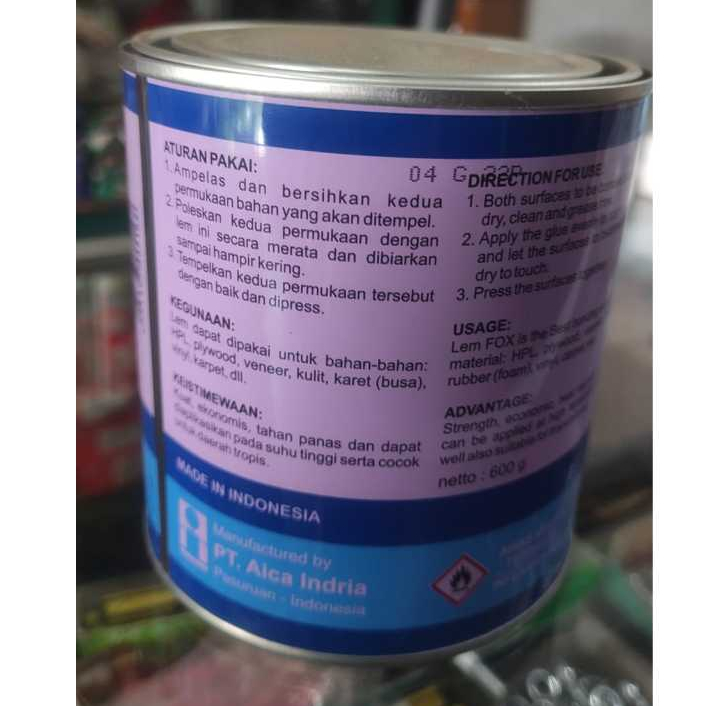 ATURAN PAKAI:
1. Ampelas dan bersihkan kedua
permukaan bahan yang akan ditempel.
2. Poleskan kedua permukaan dengan
lem ini secara merata dan dibiarkan
sampai hampir kering.
3. Tempelkan kedua permukaan tersebut
dengan baik dan dipress.
KEGUNAAN:
Lem dapat dipakai untuk bahan-bahan:
HPL, plywood, veneer, kulit, karet (busa),
vinyl, karpet, dll.
KEISTIMEWAAN:
Kuat, ekonomis, tahan panas dan dapat
diaplikasikan pada suhu tinggi serta cocok
untuk daerah tropis.
04 G
DIRECTION FOR USE
1. Both surfaces to be
dry, clean and grease
2. Apply the glue
and let the surfaces
dry to touch.
3. Press the surfaces
USAGE:
Lem FOX is the Best
material: HPL,
rubber (foam), vinyl,
ADVANTAGE:
Strength, economic,
can be applied at high
well also suitable for
netto : 600 g
MADE IN INDONESIA
Manufactured by
PT. Aica Indria
Pasuruan - Indonesia